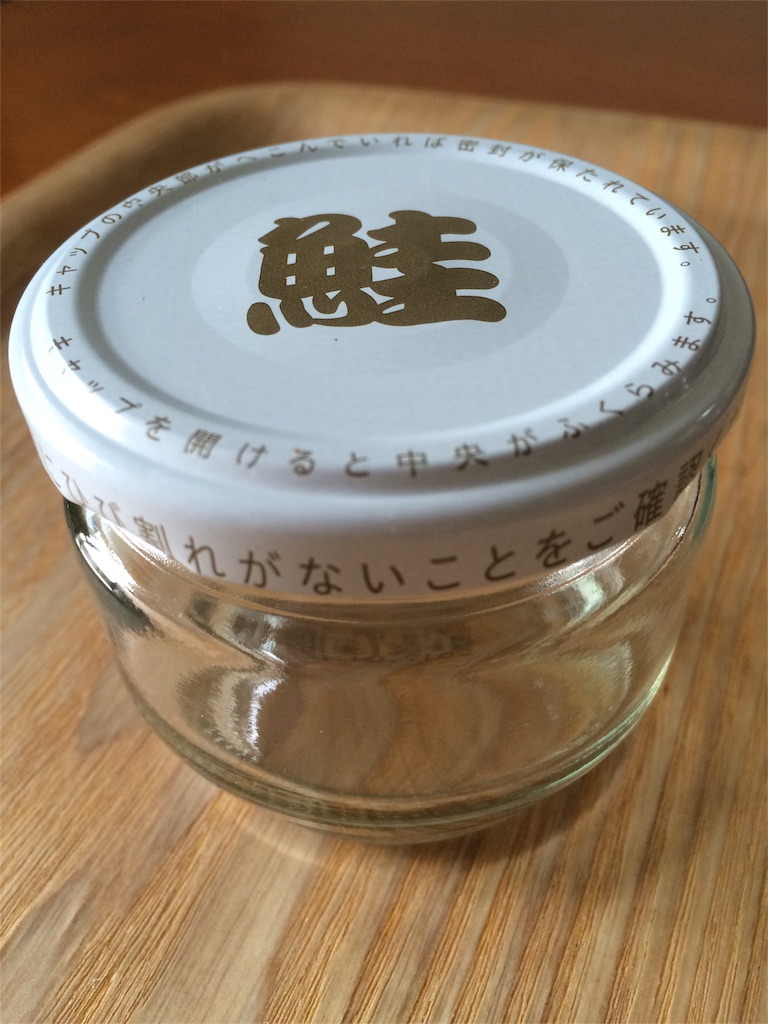 キャップの中央部がへこんでいれば密封が保たれています。
鮭
キャップを開けると中央がふくらみます。
にひび割れがないことをご確認